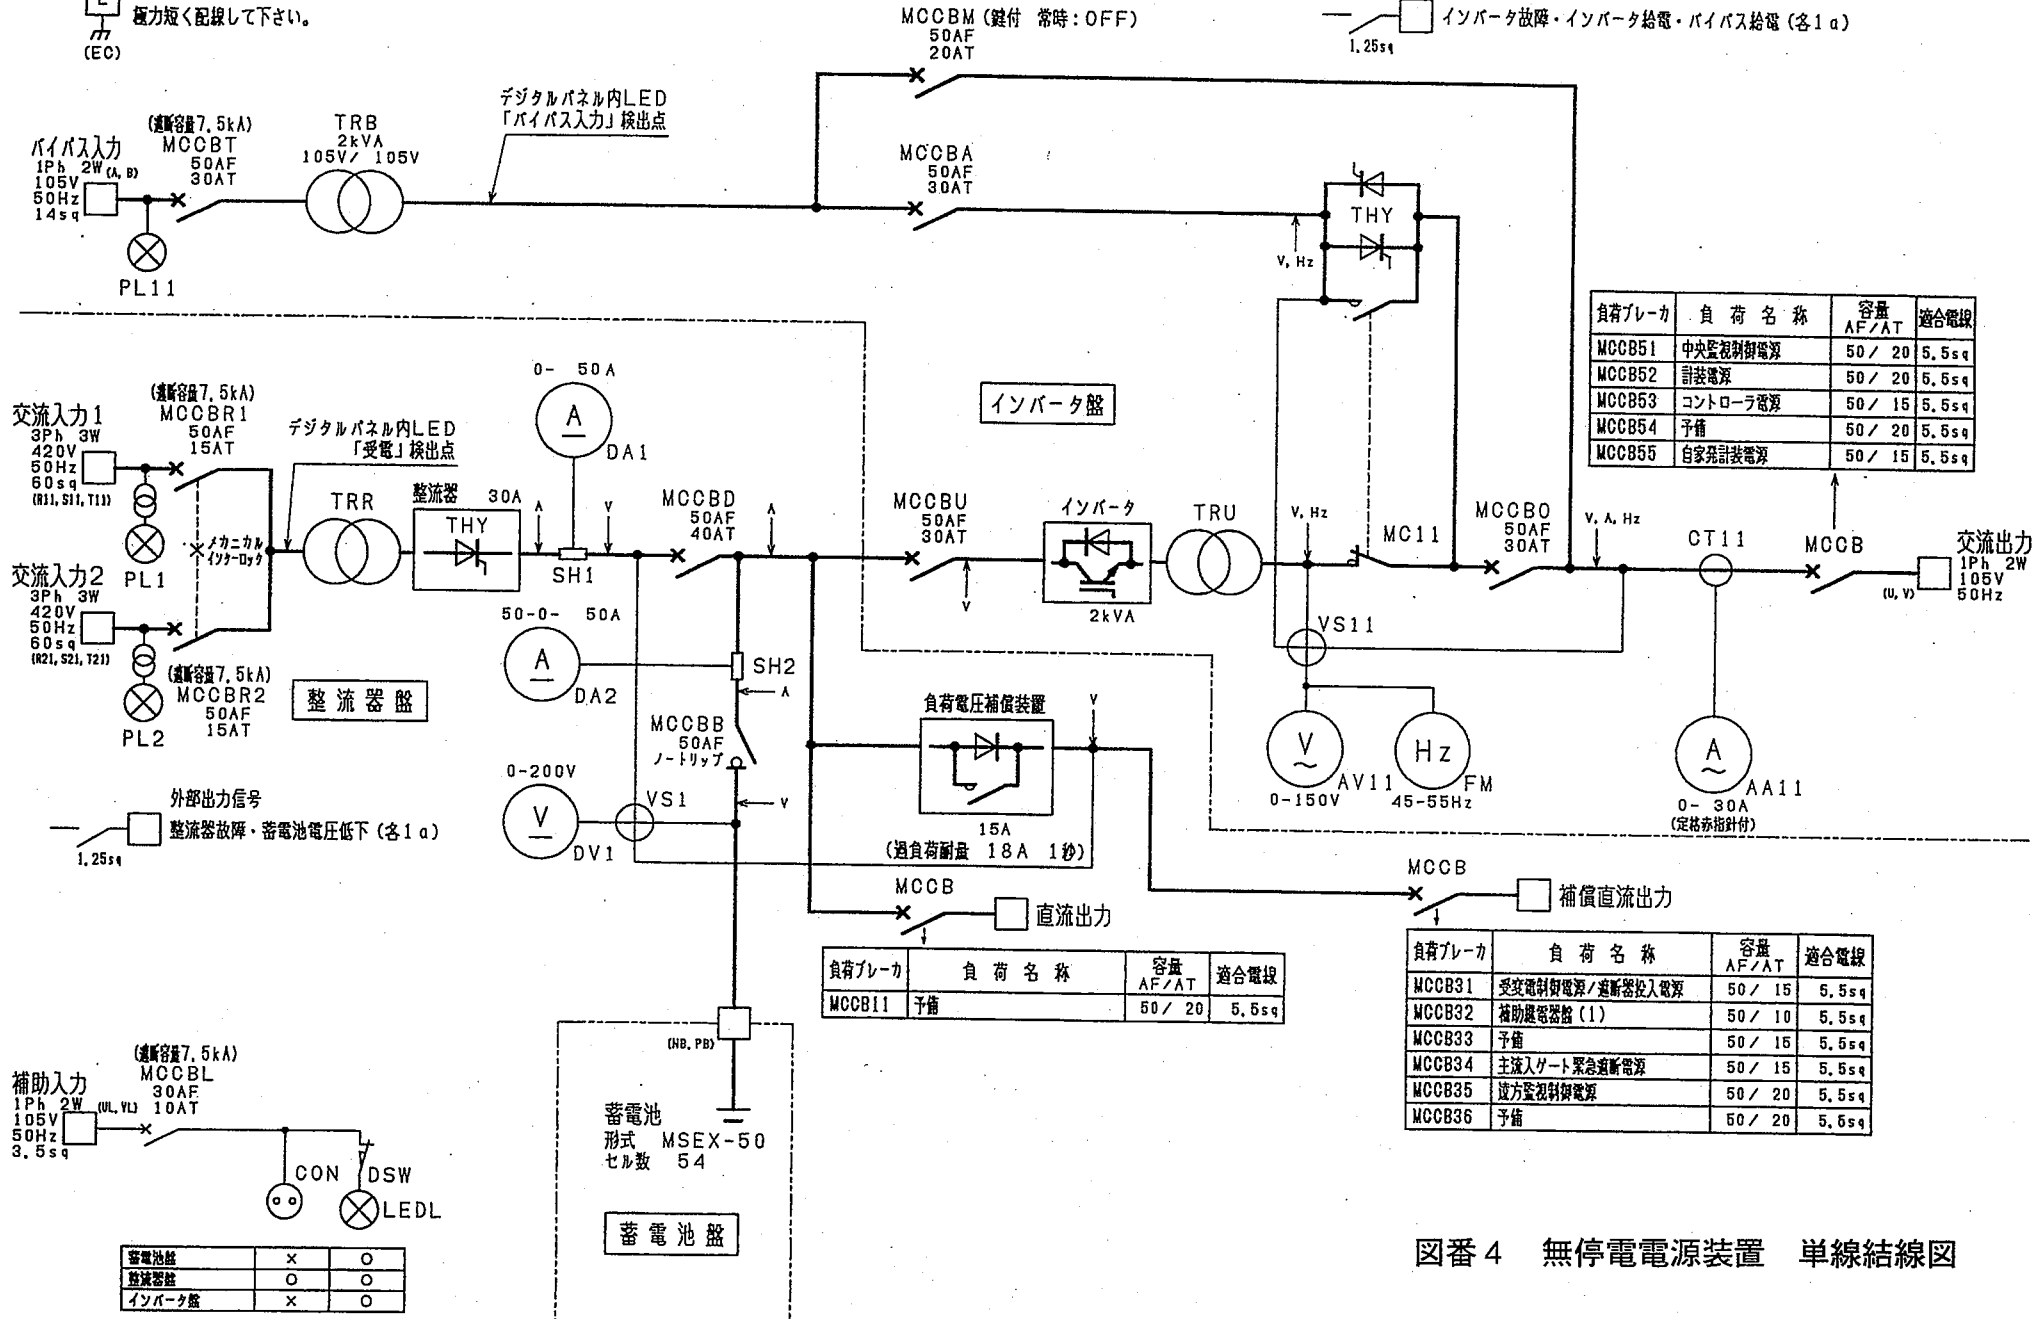 E
極力短く配線して下さい。
(EC)
MCCBM (鍵付 常時:OFF)
50AF
20AT
インバータ故障・インバータ給電・バイパス給電 (各1a)
1.25sq
デジタルパネル内LED
「バイパス入力」検出点
バイパス入力
1Ph 2W (A, B)
105V
50Hz
14sq
(遮断容量7.5kA)
MCCBT
50AF
30AT
TRB
2kVA
105V/ 105V
PL11
MCCBA
50AF
30AT
THY
V, Hz
負荷ブレーカ 負荷名称 容量 AF/AT 適合電線
MCCB51 中央監視制御電源 50/ 20 5.5sq
MCCB52 計装電源 50/ 20 5.5sq
MCCB53 コントローラ電源 50/ 15 5.5sq
MCCB54 予備 50/ 20 5.5sq
MCCB55 自家発計装電源 50/ 15 5.5sq
交流入力1
3Ph 3W
420V
50Hz
60sq
(R11, S11, T11)
(遮断容量7.5kA)
MCCBR1
50AF
15AT
PL1
メカニカル
インターロック
交流入力2
3Ph 3W
420V
50Hz
60sq
(R21, S21, T21)
(遮断容量7.5kA)
MCCBR2
50AF
15AT
PL2
デジタルパネル内LED
「受電」検出点
TRR
整流器 30A
THY
A
V
0- 50A
A
DA1
SH1
MCCBD
50AF
40AT
A
インバータ盤
MCCBU
50AF
30AT
V
インバータ
2kVA
TRU
V, Hz
MC11
MCCBO
50AF
30AT
V, A, Hz
CT11
MCCB
(U, V)
交流出力
1Ph 2W
105V
50Hz
整流器盤
50-0- 50A
A
DA2
SH2
A
MCCBB
50AF
ノートリップ
V
0-200V
V
DV1
VS1
負荷電圧補償装置
V
15A
(過負荷耐量 18A 1秒)
VS11
V
AV11
0-150V
Hz
FM
45-55Hz
A
AA11
0- 30A
(定格赤指針付)
外部出力信号
整流器故障・蓄電池電圧低下 (各1a)
1.25sq
MCCB
直流出力
負荷ブレーカ 負荷名称 容量 AF/AT 適合電線
MCCB11 予備 50/ 20 5.5sq
MCCB
補償直流出力
負荷ブレーカ 負荷名称 容量 AF/AT 適合電線
MCCB31 受変電制御電源/遮断器投入電源 50/ 15 5.5sq
MCCB32 補助継電器盤 (1) 50/ 10 5.5sq
MCCB33 予備 50/ 15 5.5sq
MCCB34 主流入ゲート緊急遮断電源 50/ 15 5.5sq
MCCB35 監視制御電源 50/ 20 5.5sq
MCCB36 予備 50/ 20 5.5sq
(NB, PB)
蓄電池
形式 MSEX-50
セル数 54
蓄電池盤
補助入力
1Ph 2W (UL, VL)
105V
50Hz
3.5sq
(遮断容量7.5kA)
MCCBL
30AF
10AT
CON
DSW
LEDL
蓄電池盤 × ○
整流器盤 ○ ○
インバータ盤 × ○
図番4 無停電電源装置 単線結線図